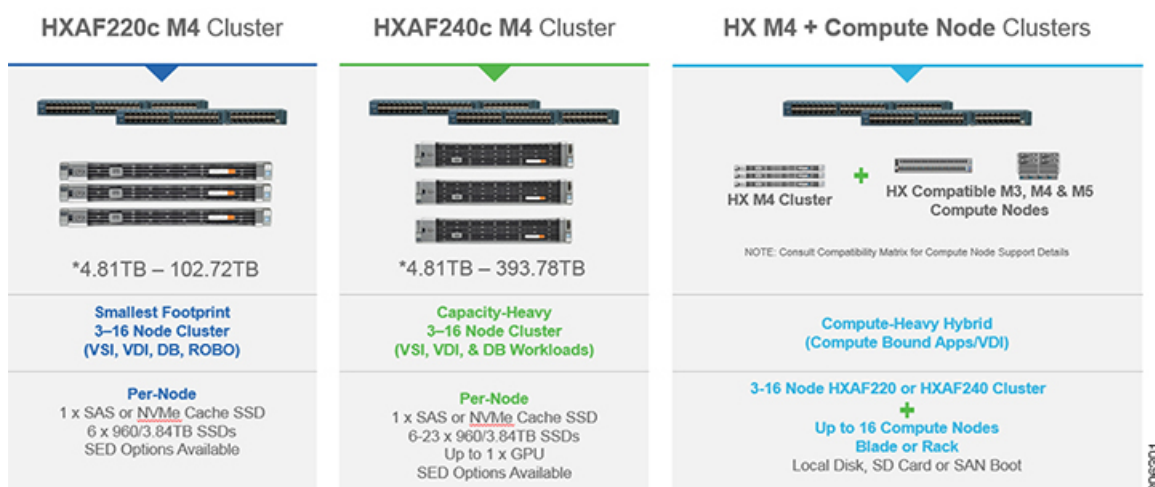 HXAF220c M4 Cluster
*4.81TB – 102.72TB
Smallest Footprint
3–16 Node Cluster
(VSI, VDI, DB, ROBO)
Per-Node
1 x SAS or NVMe Cache SSD
6 x 960/3.84TB SSDs
SED Options Available
HXAF240c M4 Cluster
*4.81TB – 393.78TB
Capacity-Heavy
3–16 Node Cluster
(VSI, VDI, & DB Workloads)
Per-Node
1 x SAS or NVMe Cache SSD
6-23 x 960/3.84TB SSDs
Up to 1 x GPU
SED Options Available
HX M4 + Compute Node Clusters
HX M4 Cluster
+
HX Compatible M3, M4 & M5
Compute Nodes
NOTE: Consult Compatibility Matrix for Compute Node Support Details
Compute-Heavy Hybrid
(Compute Bound Apps/VDI)
3-16 Node HXAF220 or HXAF240 Cluster
+
Up to 16 Compute Nodes
Blade or Rack
Local Disk, SD Card or SAN Boot